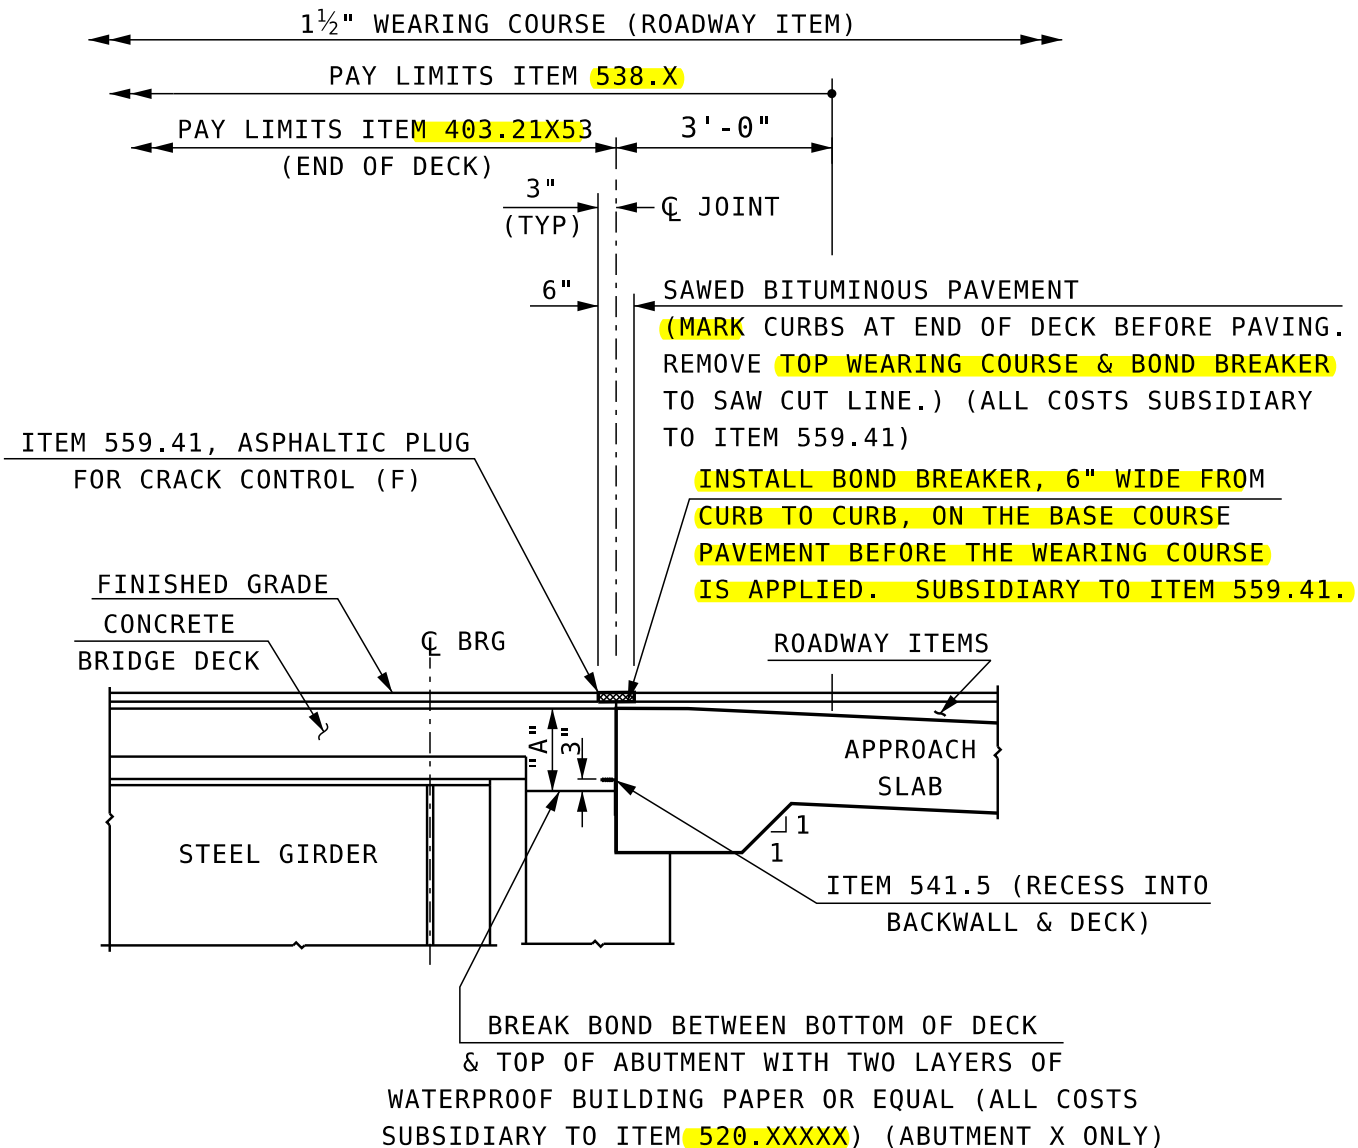 1½" WEARING COURSE (ROADWAY ITEM)
PAY LIMITS ITEM 538.X
PAY LIMITS ITEM 403.21X53
(END OF DECK)
3'-0"
3"
(TYP)
℄ JOINT
6"
SAWED BITUMINOUS PAVEMENT
(MARK CURBS AT END OF DECK BEFORE PAVING.
REMOVE TOP WEARING COURSE & BOND BREAKER
TO SAW CUT LINE.) (ALL COSTS SUBSIDIARY
TO ITEM 559.41)
ITEM 559.41, ASPHALTIC PLUG
FOR CRACK CONTROL (F)
INSTALL BOND BREAKER, 6" WIDE FROM
CURB TO CURB, ON THE BASE COURSE
PAVEMENT BEFORE THE WEARING COURSE
IS APPLIED. SUBSIDIARY TO ITEM 559.41.
FINISHED GRADE
CONCRETE
BRIDGE DECK
℄ BRG
ROADWAY ITEMS
"A"
3"
APPROACH
SLAB
1
1
STEEL GIRDER
ITEM 541.5 (RECESS INTO
BACKWALL & DECK)
BREAK BOND BETWEEN BOTTOM OF DECK
& TOP OF ABUTMENT WITH TWO LAYERS OF
WATERPROOF BUILDING PAPER OR EQUAL (ALL COSTS
SUBSIDIARY TO ITEM 520.XXXXX) (ABUTMENT X ONLY)